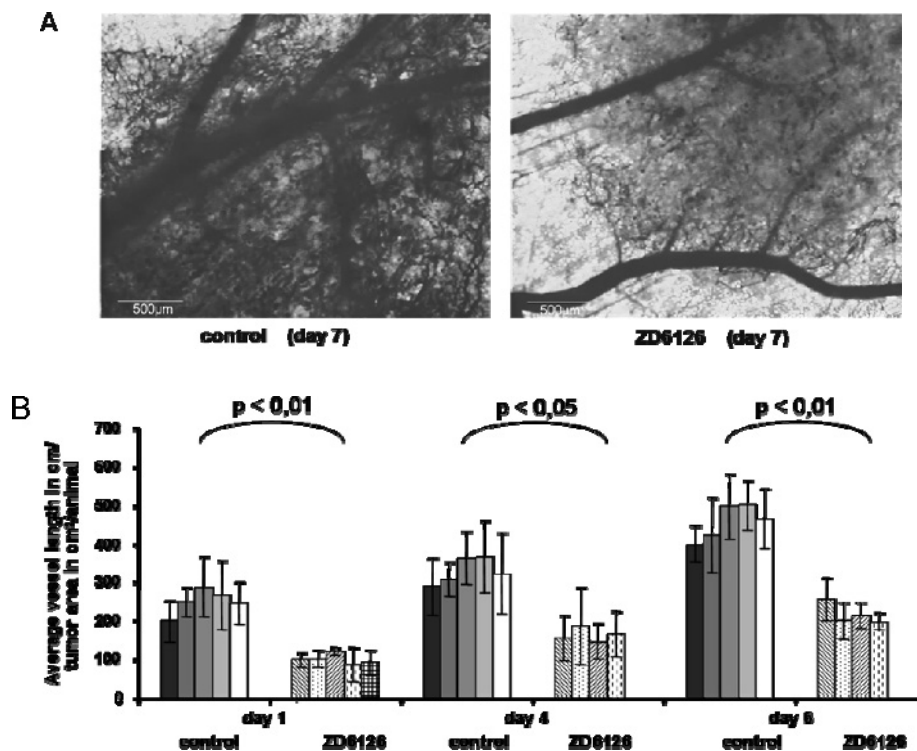 A
500µm
500µm
control (day 7)
ZD6126 (day 7)
B
p < 0,01
p < 0,05
p < 0,01
Average vessel length in cm/
tumor area in cm²/animal
700
600
500
400
300
200
100
0
day 1
day 4
day 6
control
ZD6126
control
ZD6126
control
ZD6126